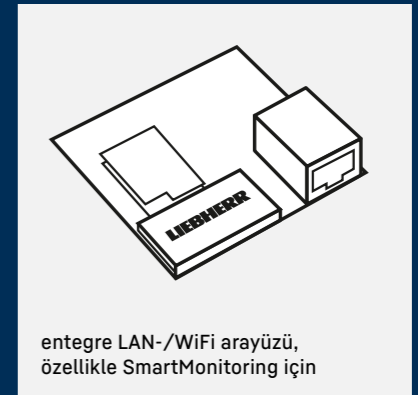 LIEBHERR
entegre LAN-/WiFi arayüzü,
özellikle SmartMonitoring için